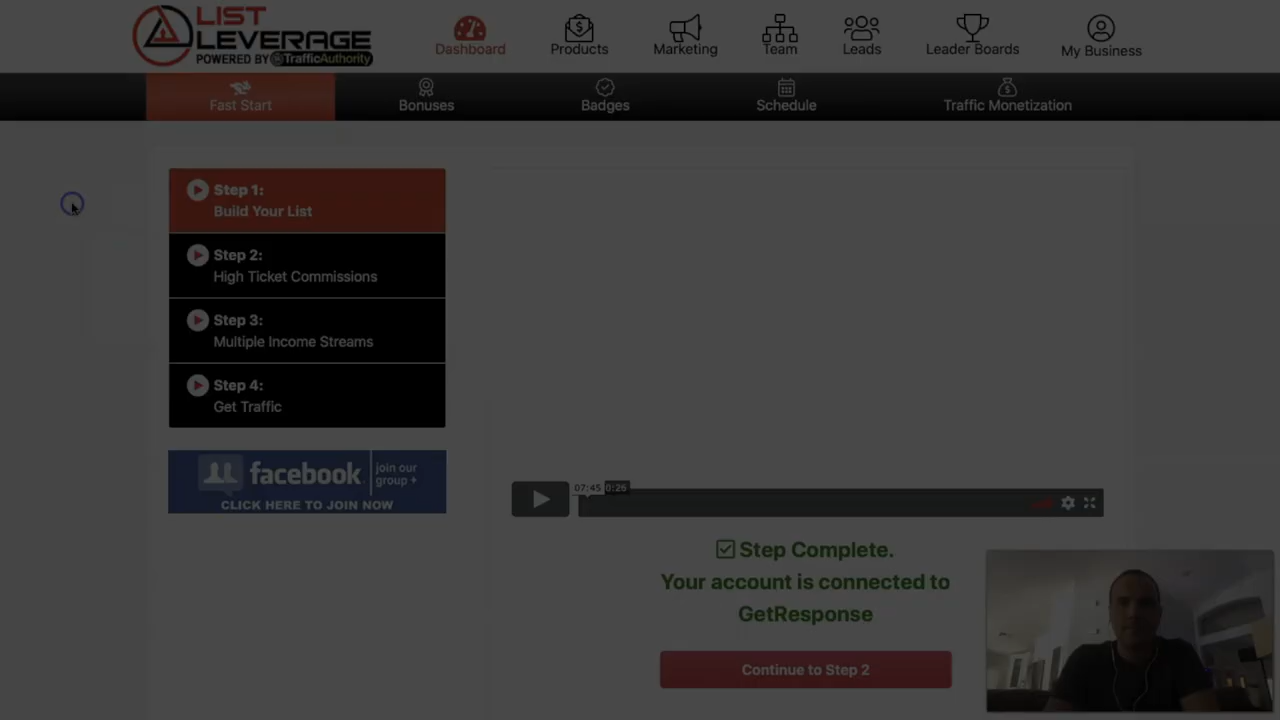 LIST
LEVERAGE
POWERED BY TrafficAuthority
Dashboard
Products
Marketing
Team
Leads
Leader Boards
My Business
Fast Start
Bonuses
Badges
Schedule
Traffic Monetization
Step 1:
Build Your List
Step 2:
High Ticket Commissions
Step 3:
Multiple Income Streams
Step 4:
Get Traffic
facebook
join our
group +
CLICK HERE TO JOIN NOW
07:45 0:26
Step Complete.
Your account is connected to
GetResponse
Continue to Step 2